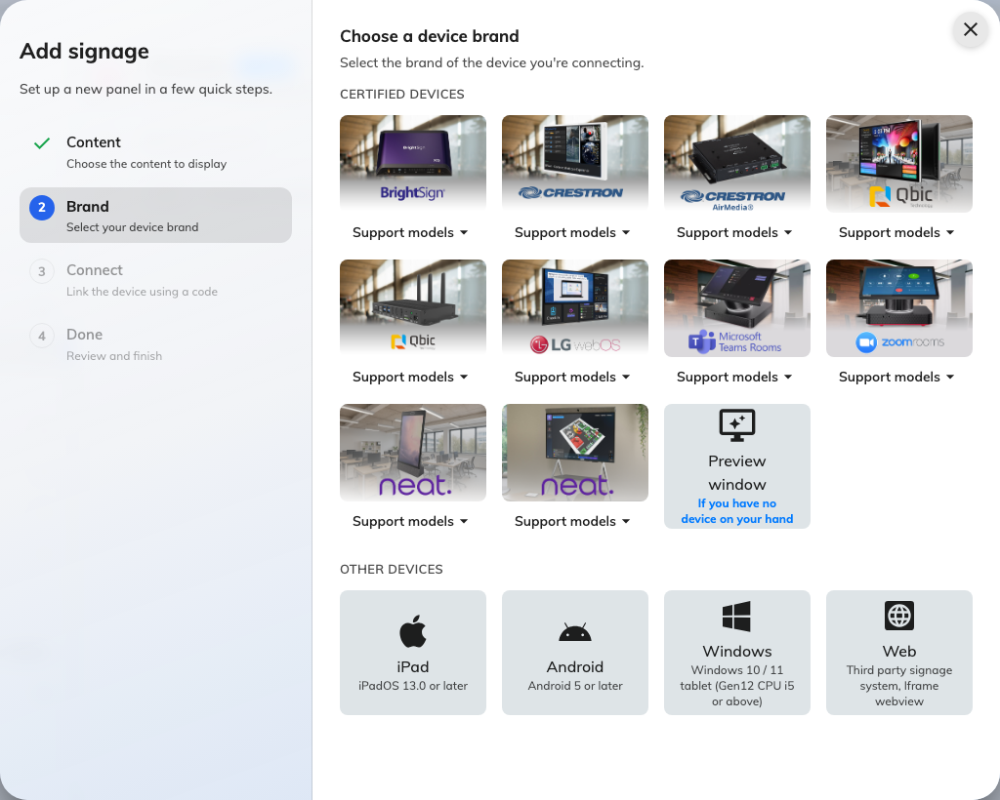 Add signage
Set up a new panel in a few quick steps.
Content
Choose the content to display
2
Brand
Select your device brand
3
Connect
Link the device using a code
4
Done
Review and finish
Choose a device brand
Select the brand of the device you're connecting.
CERTIFIED DEVICES
BrightSign
BrightSign
CRESTRON
CRESTRON
AirMedia®
Qbic
Support models
Support models
Support models
Support models
Qbic
LG webOS
Microsoft
Teams Rooms
zoomrooms
Support models
Support models
Support models
Support models
neat.
neat.
Preview
window
If you have no
device on your hand
Support models
Support models
OTHER DEVICES
iPad
iPadOS 13.0 or later
Android
Android 5 or later
Windows
Windows 10 / 11
tablet (Gen12 CPU i5
or above)
Web
Third party signage
system, Iframe
webview